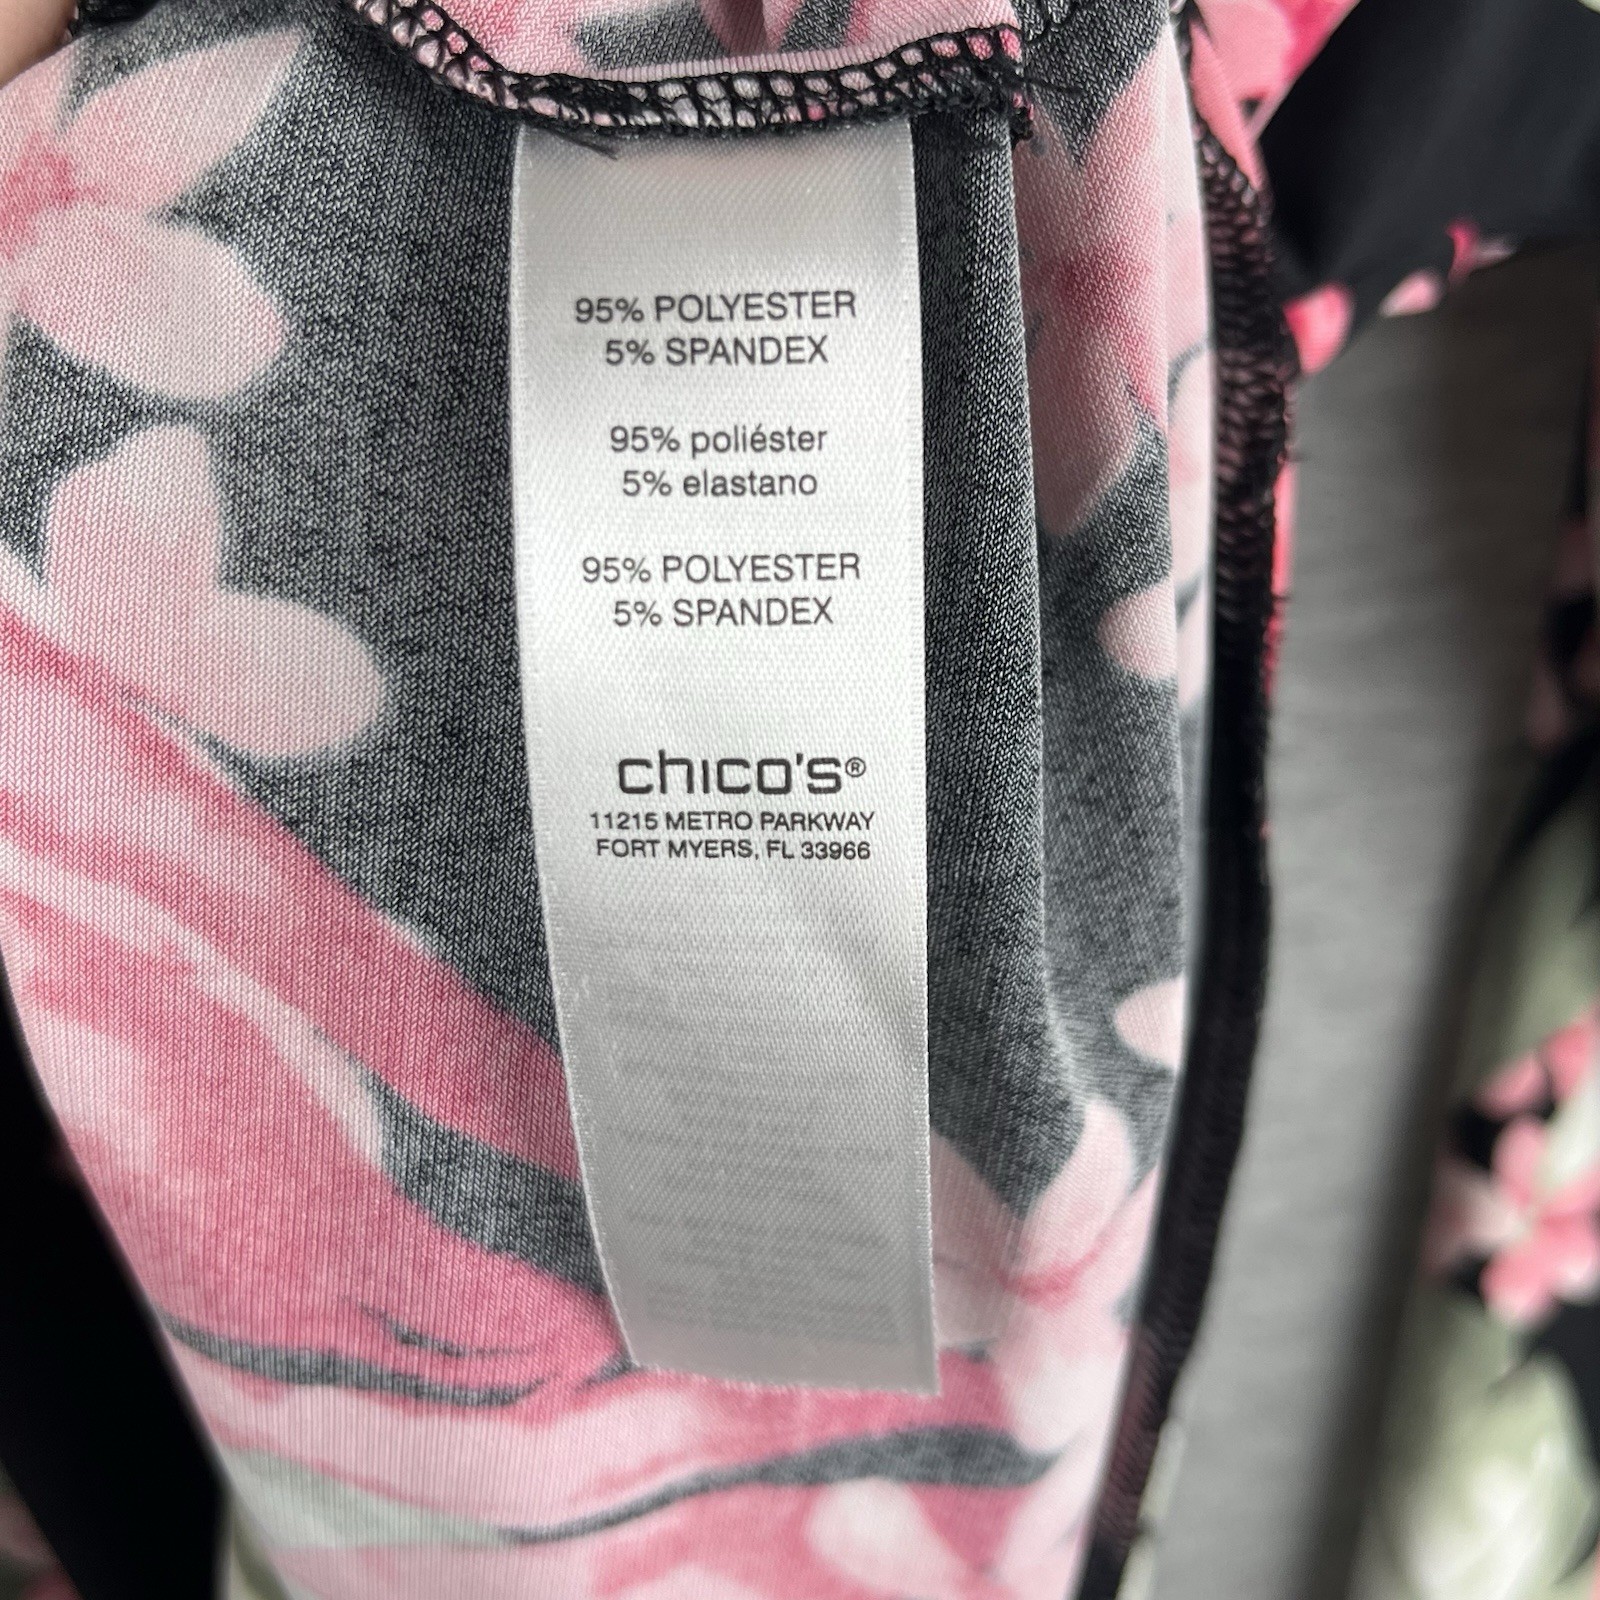 95% POLYESTER
5% SPANDEX
95% poliéster
5% elastano
95% POLYESTER
5% SPANDEX
chico's®
11215 METRO PARKWAY
FORT MYERS, FL 33966